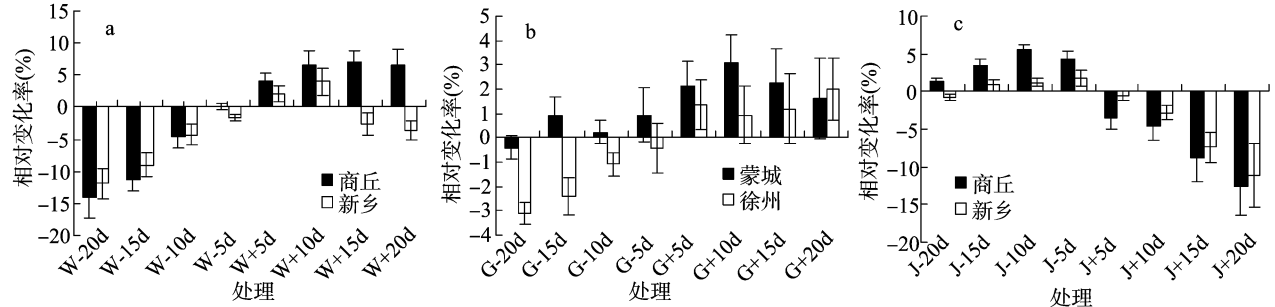 a
15
10
5
0
−5
−10
−15
−20
相对变化率(%)
商丘
新乡
W−20d
W−15d
W−10d
W−5d
W+5d
W+10d
W+15d
W+20d
处理
b
5
4
3
2
1
0
−1
−2
−3
−4
相对变化率(%)
蒙城
徐州
G−20d
G−15d
G−10d
G−5d
G+5d
G+10d
G+15d
G+20d
处理
c
10
5
0
−5
−10
−15
−20
相对变化率(%)
商丘
新乡
J−20d
J−15d
J−10d
J−5d
J+5d
J+10d
J+15d
J+20d
处理